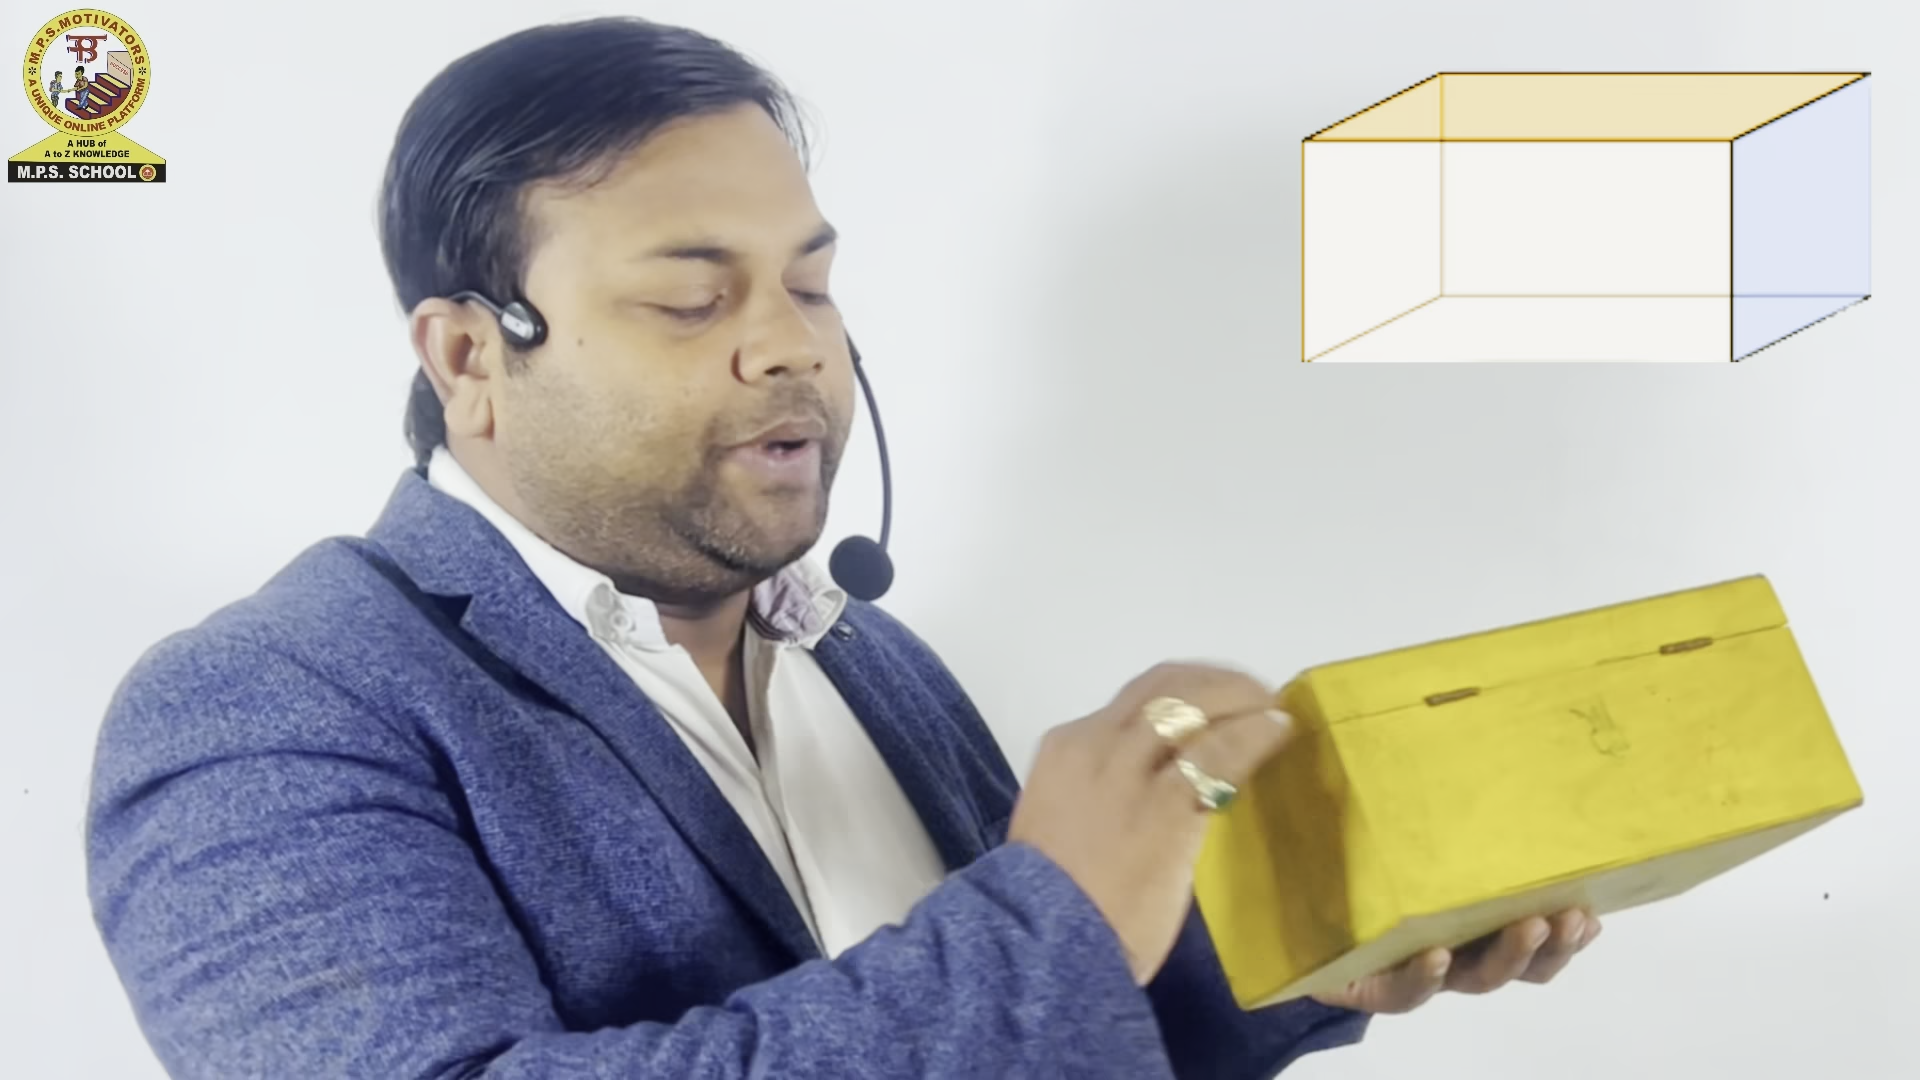 M.P.S.MOTIVATORS
A UNIQUE ONLINE PLATFORM
A HUB of
A to Z KNOWLEDGE
M.P.S. SCHOOL